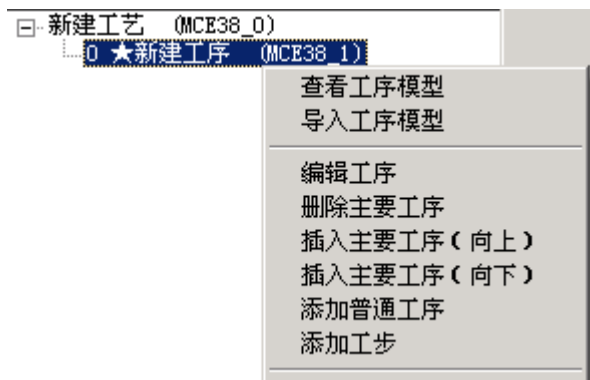 新建工艺 (MCE38_0)
0 ★新建工序 (MCE38_1)
查看工序模型
导入工序模型
编辑工序
删除主要工序
插入主要工序(向上)
插入主要工序(向下)
添加普通工序
添加工步